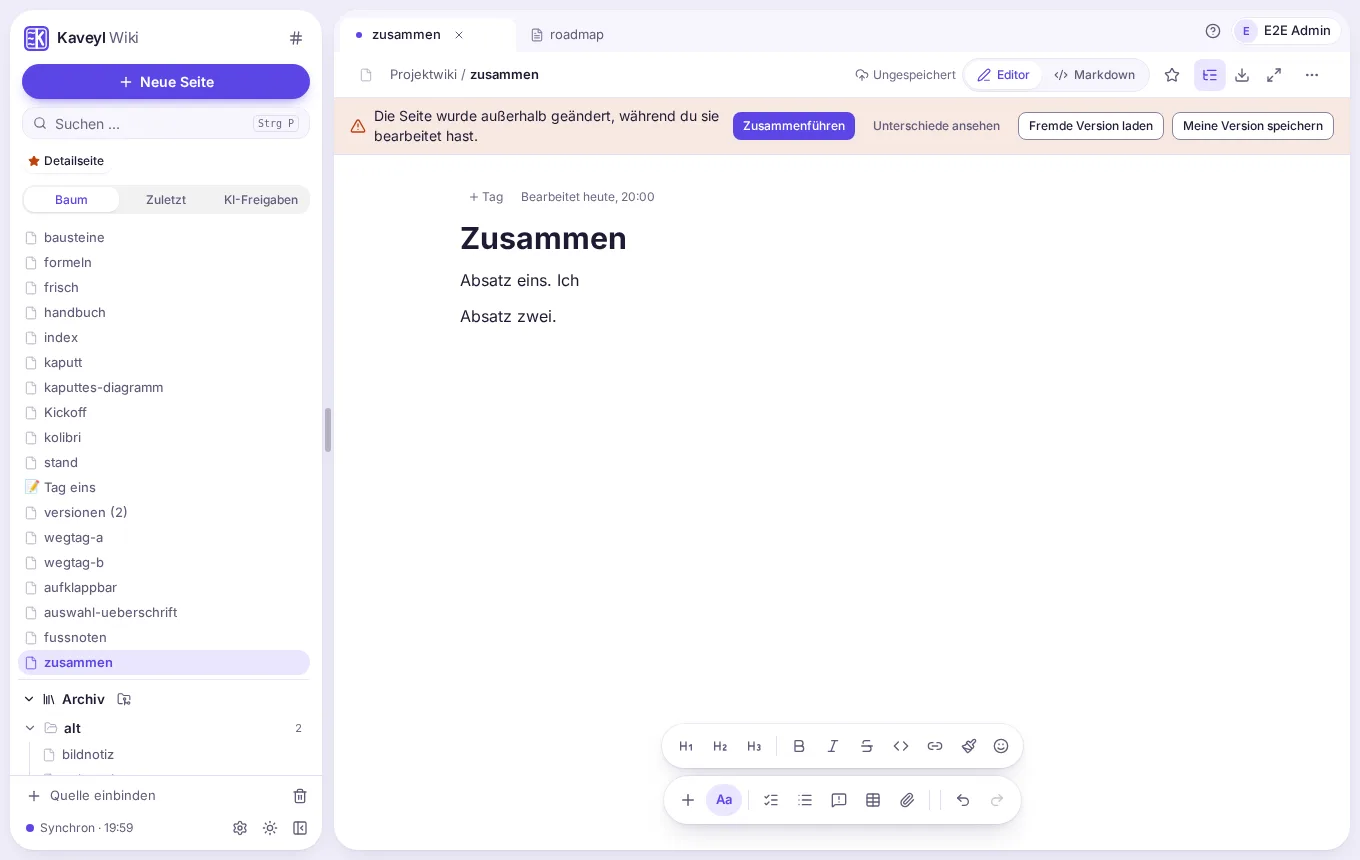 Kaveyl Wiki
Neue Seite
Suchen ...
Strg P
Detailseite
Baum
Zuletzt
KI-Freigaben
bausteine
formeln
frisch
handbuch
index
kaputt
kaputtes-diagramm
Kickoff
kolibri
stand
Tag eins
versionen (2)
wegtag-a
wegtag-b
aufklappbar
auswahl-ueberschrift
fussnoten
zusammen
Archiv
alt
2
bildnotiz
Quelle einbinden
Synchron · 19:59
zusammen
roadmap
E
E2E Admin
Projektwiki / zusammen
Ungespeichert
Editor
Markdown
Die Seite wurde außerhalb geändert, während du sie
bearbeitet hast.
Zusammenführen
Unterschiede ansehen
Fremde Version laden
Meine Version speichern
Tag
Bearbeitet heute, 20:00
Zusammen
Absatz eins. Ich
Absatz zwei.
H1
H2
H3
Aa